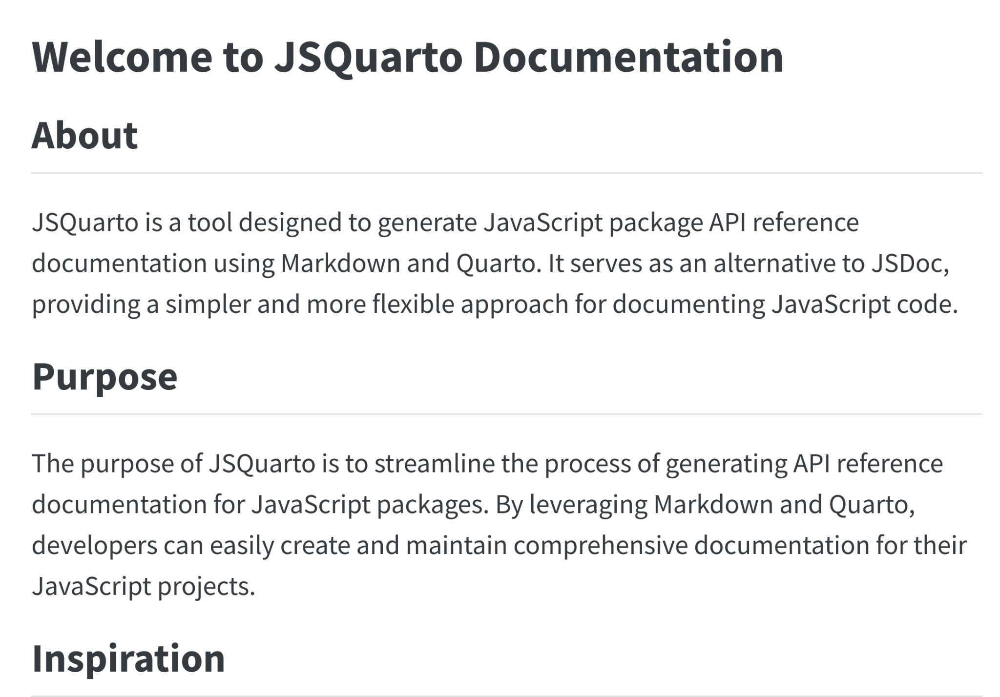 Welcome to JSQuarto Documentation
About
JSQuarto is a tool designed to generate JavaScript package API reference
documentation using Markdown and Quarto. It serves as an alternative to JSDoc,
providing a simpler and more flexible approach for documenting JavaScript code.
Purpose
The purpose of JSQuarto is to streamline the process of generating API reference
documentation for JavaScript packages. By leveraging Markdown and Quarto,
developers can easily create and maintain comprehensive documentation for their
JavaScript projects.
Inspiration